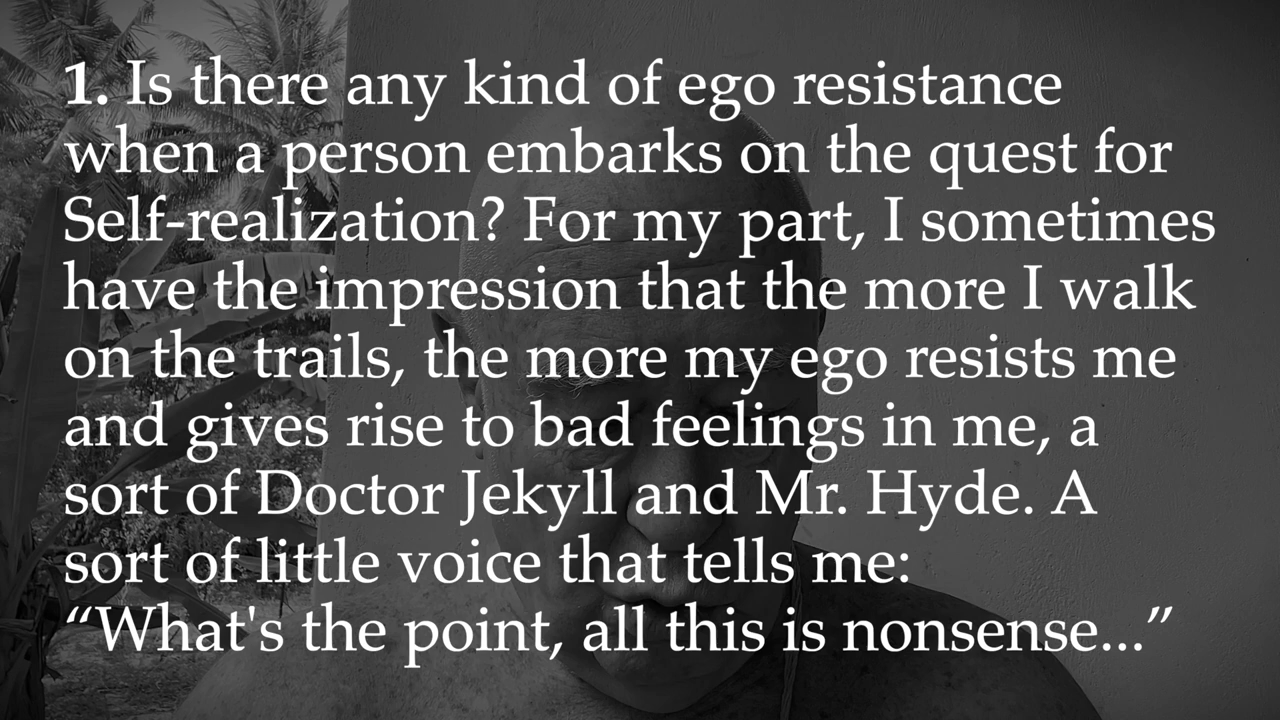 1. Is there any kind of ego resistance
when a person embarks on the quest for
Self-realization? For my part, I sometimes
have the impression that the more I walk
on the trails, the more my ego resists me
and gives rise to bad feelings in me, a
sort of Doctor Jekyll and Mr. Hyde. A
sort of little voice that tells me:
“What's the point, all this is nonsense...”